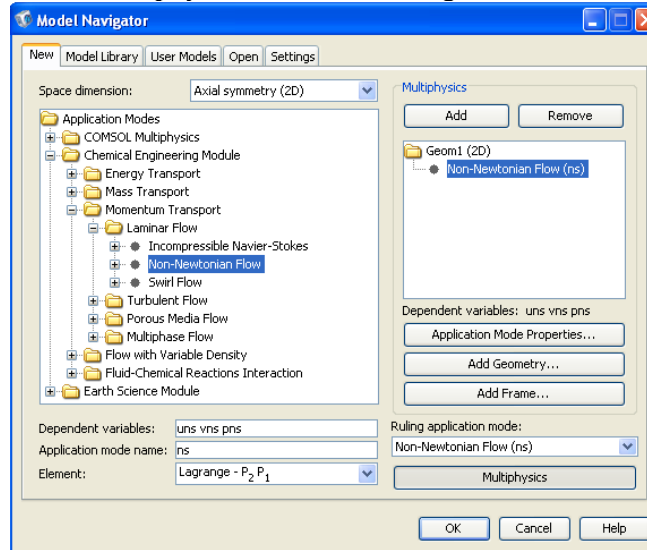 Model Navigator
New Model Library User Models Open Settings
Space dimension: Axial symmetry (2D)
Application Modes
COMSOL Multiphysics
Chemical Engineering Module
Energy Transport
Mass Transport
Momentum Transport
Laminar Flow
Incompressible Navier-Stokes
Non-Newtonian Flow
Swirl Flow
Turbulent Flow
Porous Media Flow
Multiphase Flow
Flow with Variable Density
Fluid-Chemical Reactions Interaction
Earth Science Module
Dependent variables: uns vns pns
Application mode name: ns
Element: Lagrange - P2 P1
Multiphysics
Add Remove
Geom1 (2D)
Non-Newtonian Flow (ns)
Dependent variables: uns vns pns
Application Mode Properties...
Add Geometry...
Add Frame...
Ruling application mode:
Non-Newtonian Flow (ns)
Multiphysics
OK Cancel Help